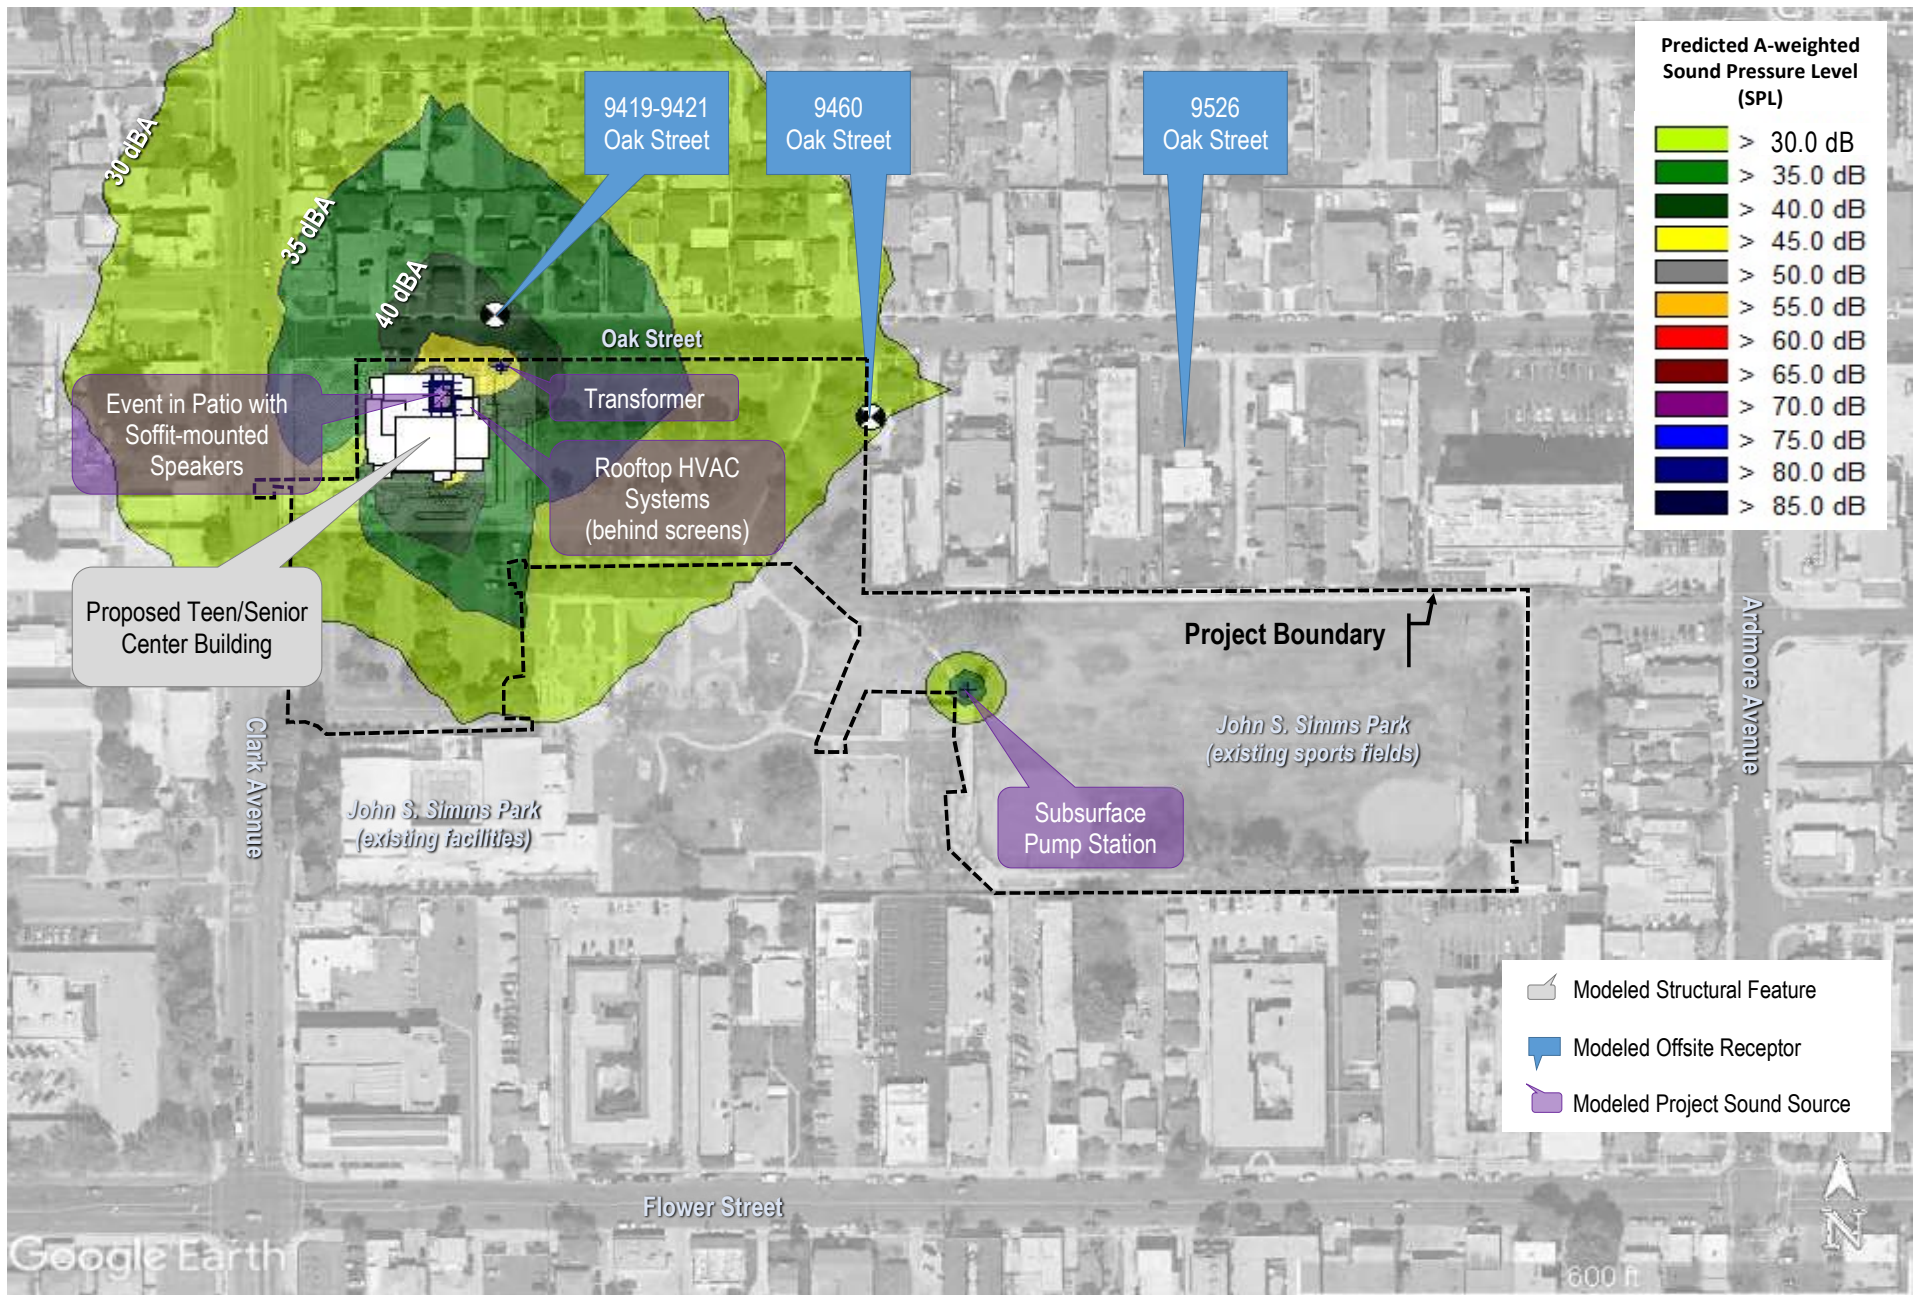 9419-9421
Oak Street
9460
Oak Street
9526
Oak Street
Predicted A-weighted
Sound Pressure Level
(SPL)
> 30.0 dB
> 35.0 dB
> 40.0 dB
> 45.0 dB
> 50.0 dB
> 55.0 dB
> 60.0 dB
> 65.0 dB
> 70.0 dB
> 75.0 dB
> 80.0 dB
> 85.0 dB
30 dBA
35 dBA
40 dBA
Oak Street
Event in Patio with
Soffit-mounted
Speakers
Transformer
Rooftop HVAC
Systems
(behind screens)
Proposed Teen/Senior
Center Building
Project Boundary
Ardmore Avenue
Clark Avenue
John S. Simms Park
(existing sports fields)
John S. Simms Park
(existing facilities)
Subsurface
Pump Station
Modeled Structural Feature
Modeled Offsite Receptor
Modeled Project Sound Source
Flower Street
N
Google Earth
600 ft